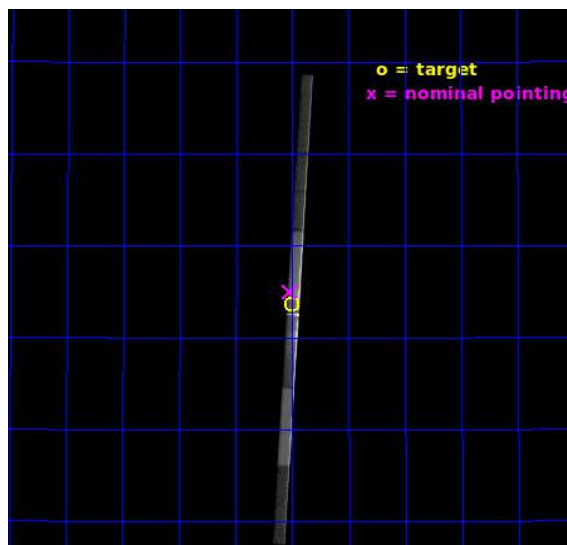 o = target
x = nominal pointing